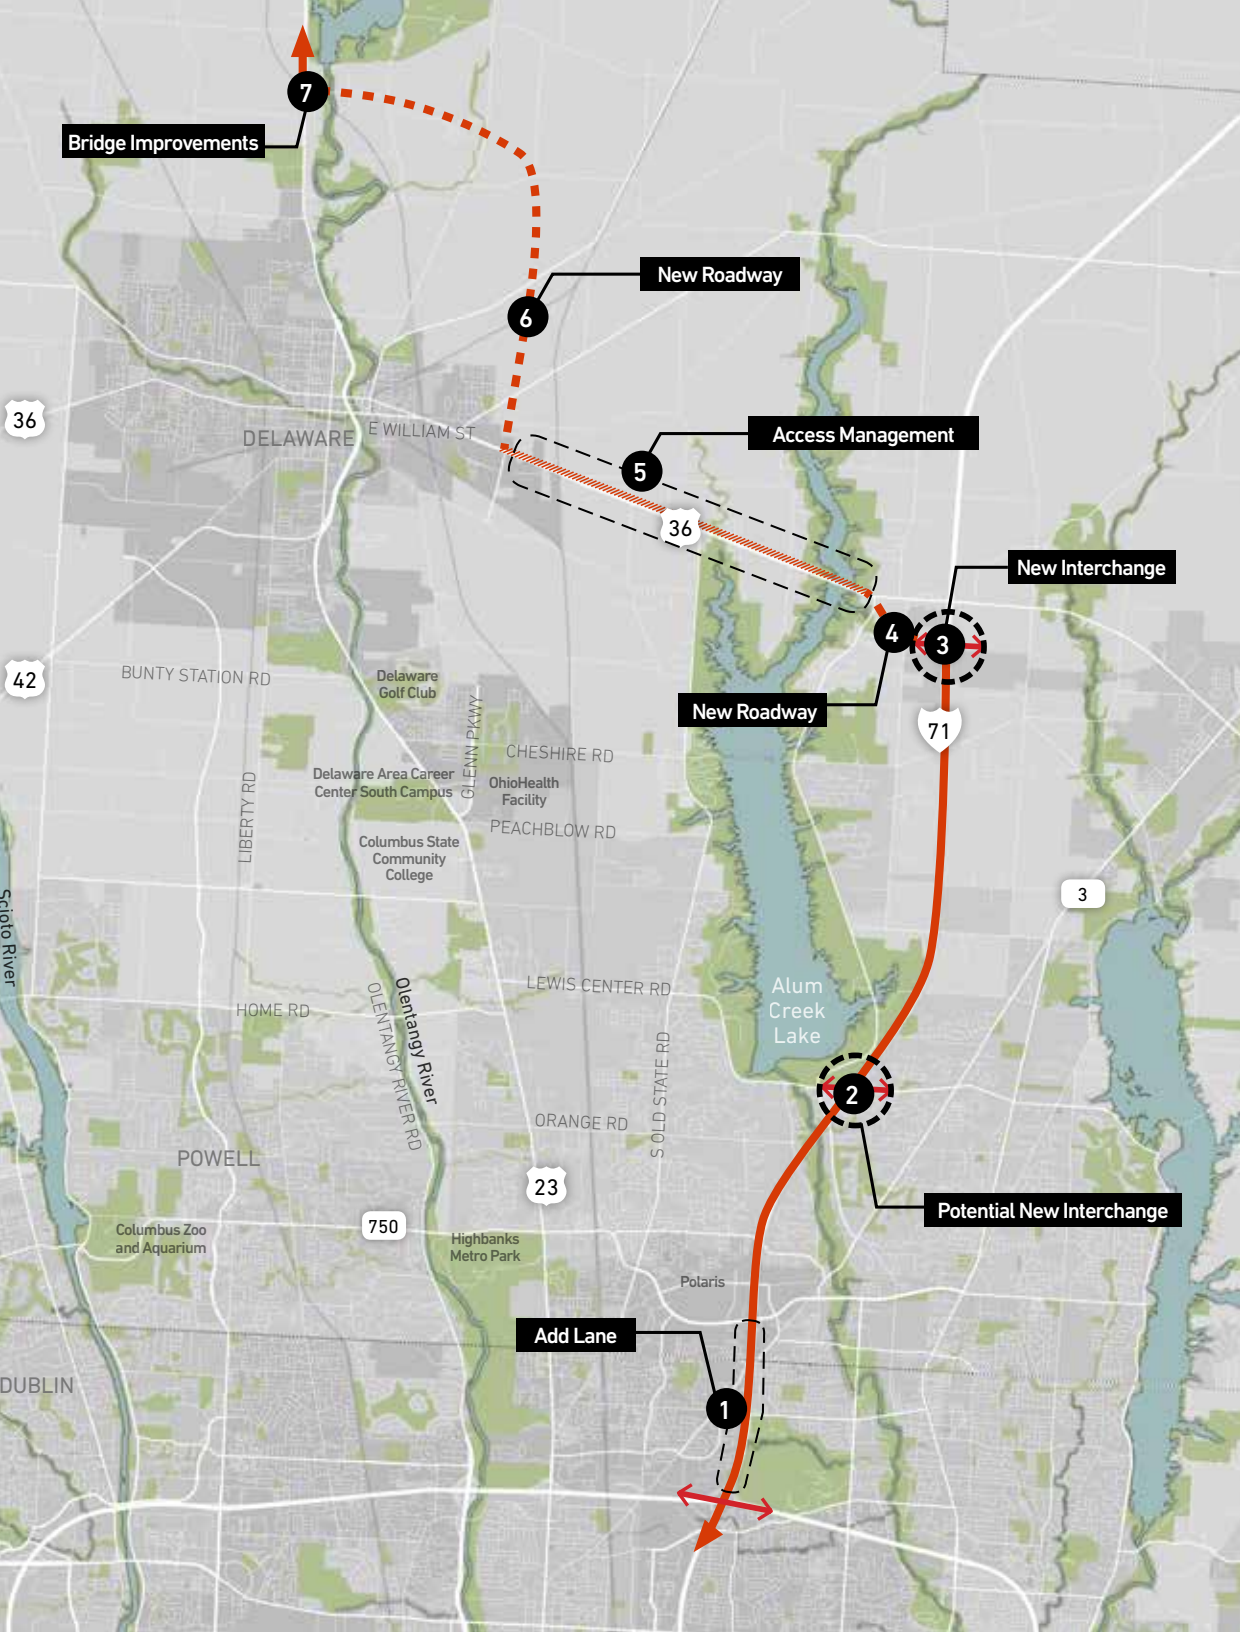 7
Bridge Improvements
New Roadway
6
36
DELAWARE
E WILLIAM ST
Access Management
5
36
New Interchange
4
3
42
BUNTY STATION RD
Delaware
Golf Club
New Roadway
71
GLENN PKWY
CHESHIRE RD
Delaware Area Career
Center South Campus
OhioHealth
Facility
LIBERTY RD
PEACHBLOW RD
Columbus State
Community
College
3
Scioto River
LEWIS CENTER RD
Alum
Creek
Lake
HOME RD
Olentangy River
OLENTANGY RIVER RD
S OLD STATE RD
2
ORANGE RD
POWELL
23
Potential New Interchange
750
Columbus Zoo
and Aquarium
Highbanks
Metro Park
Polaris
Add Lane
DUBLIN
1